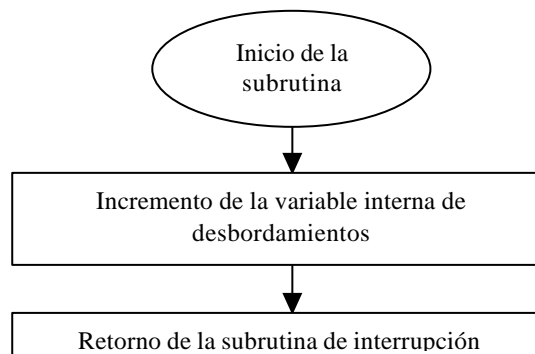 Inicio de la
subrutina
Incremento de la variable interna de
desbordamientos
Retorno de la subrutina de interrupción